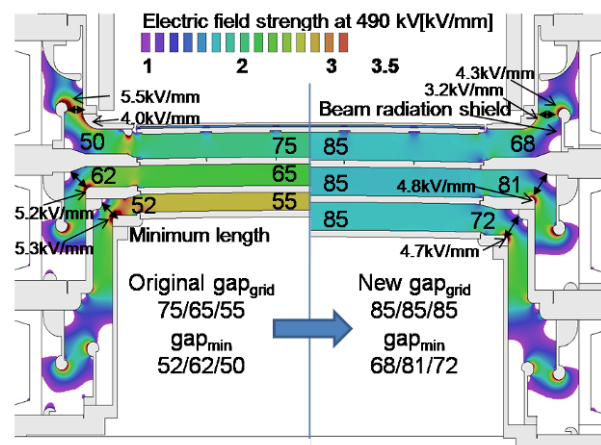 Electric field strength at 490 kV[kV/mm]
1 2 3 3.5
5.5kV/mm
4.0kV/mm
4.3kV/mm
3.2kV/mm
Beam radiation shield
50 75 85 68
62 65 85 81
5.2kV/mm
4.8kV/mm
52 55 85 72
5.3kV/mm
4.7kV/mm
Minimum length
Original gapgrid
75/65/55
gapmin
52/62/50
New gapgrid
85/85/85
gapmin
68/81/72